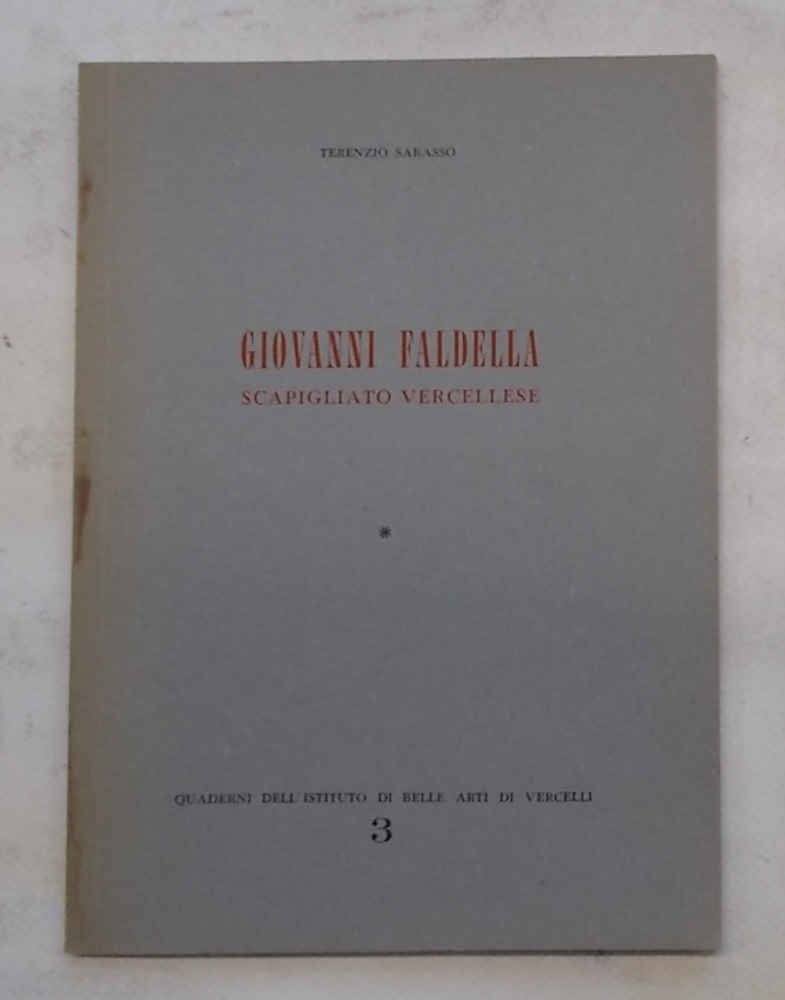 TERENZIO SARASSO
GIOVANNI FALDELLA
SCAPIGLIATO VERCELLESE
*
QUADERNI DELL'ISTITUTO DI BELLE ARTI DI VERCELLI
3